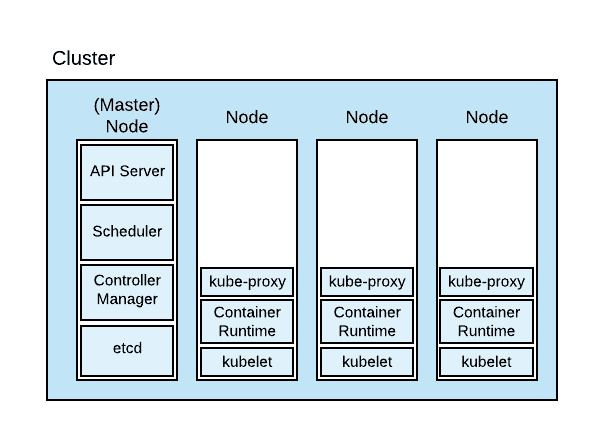 Cluster
(Master)
Node
API Server
Scheduler
Controller
Manager
etcd
Node
kube-proxy
Container
Runtime
kubelet
Node
kube-proxy
Container
Runtime
kubelet
Node
kube-proxy
Container
Runtime
kubelet